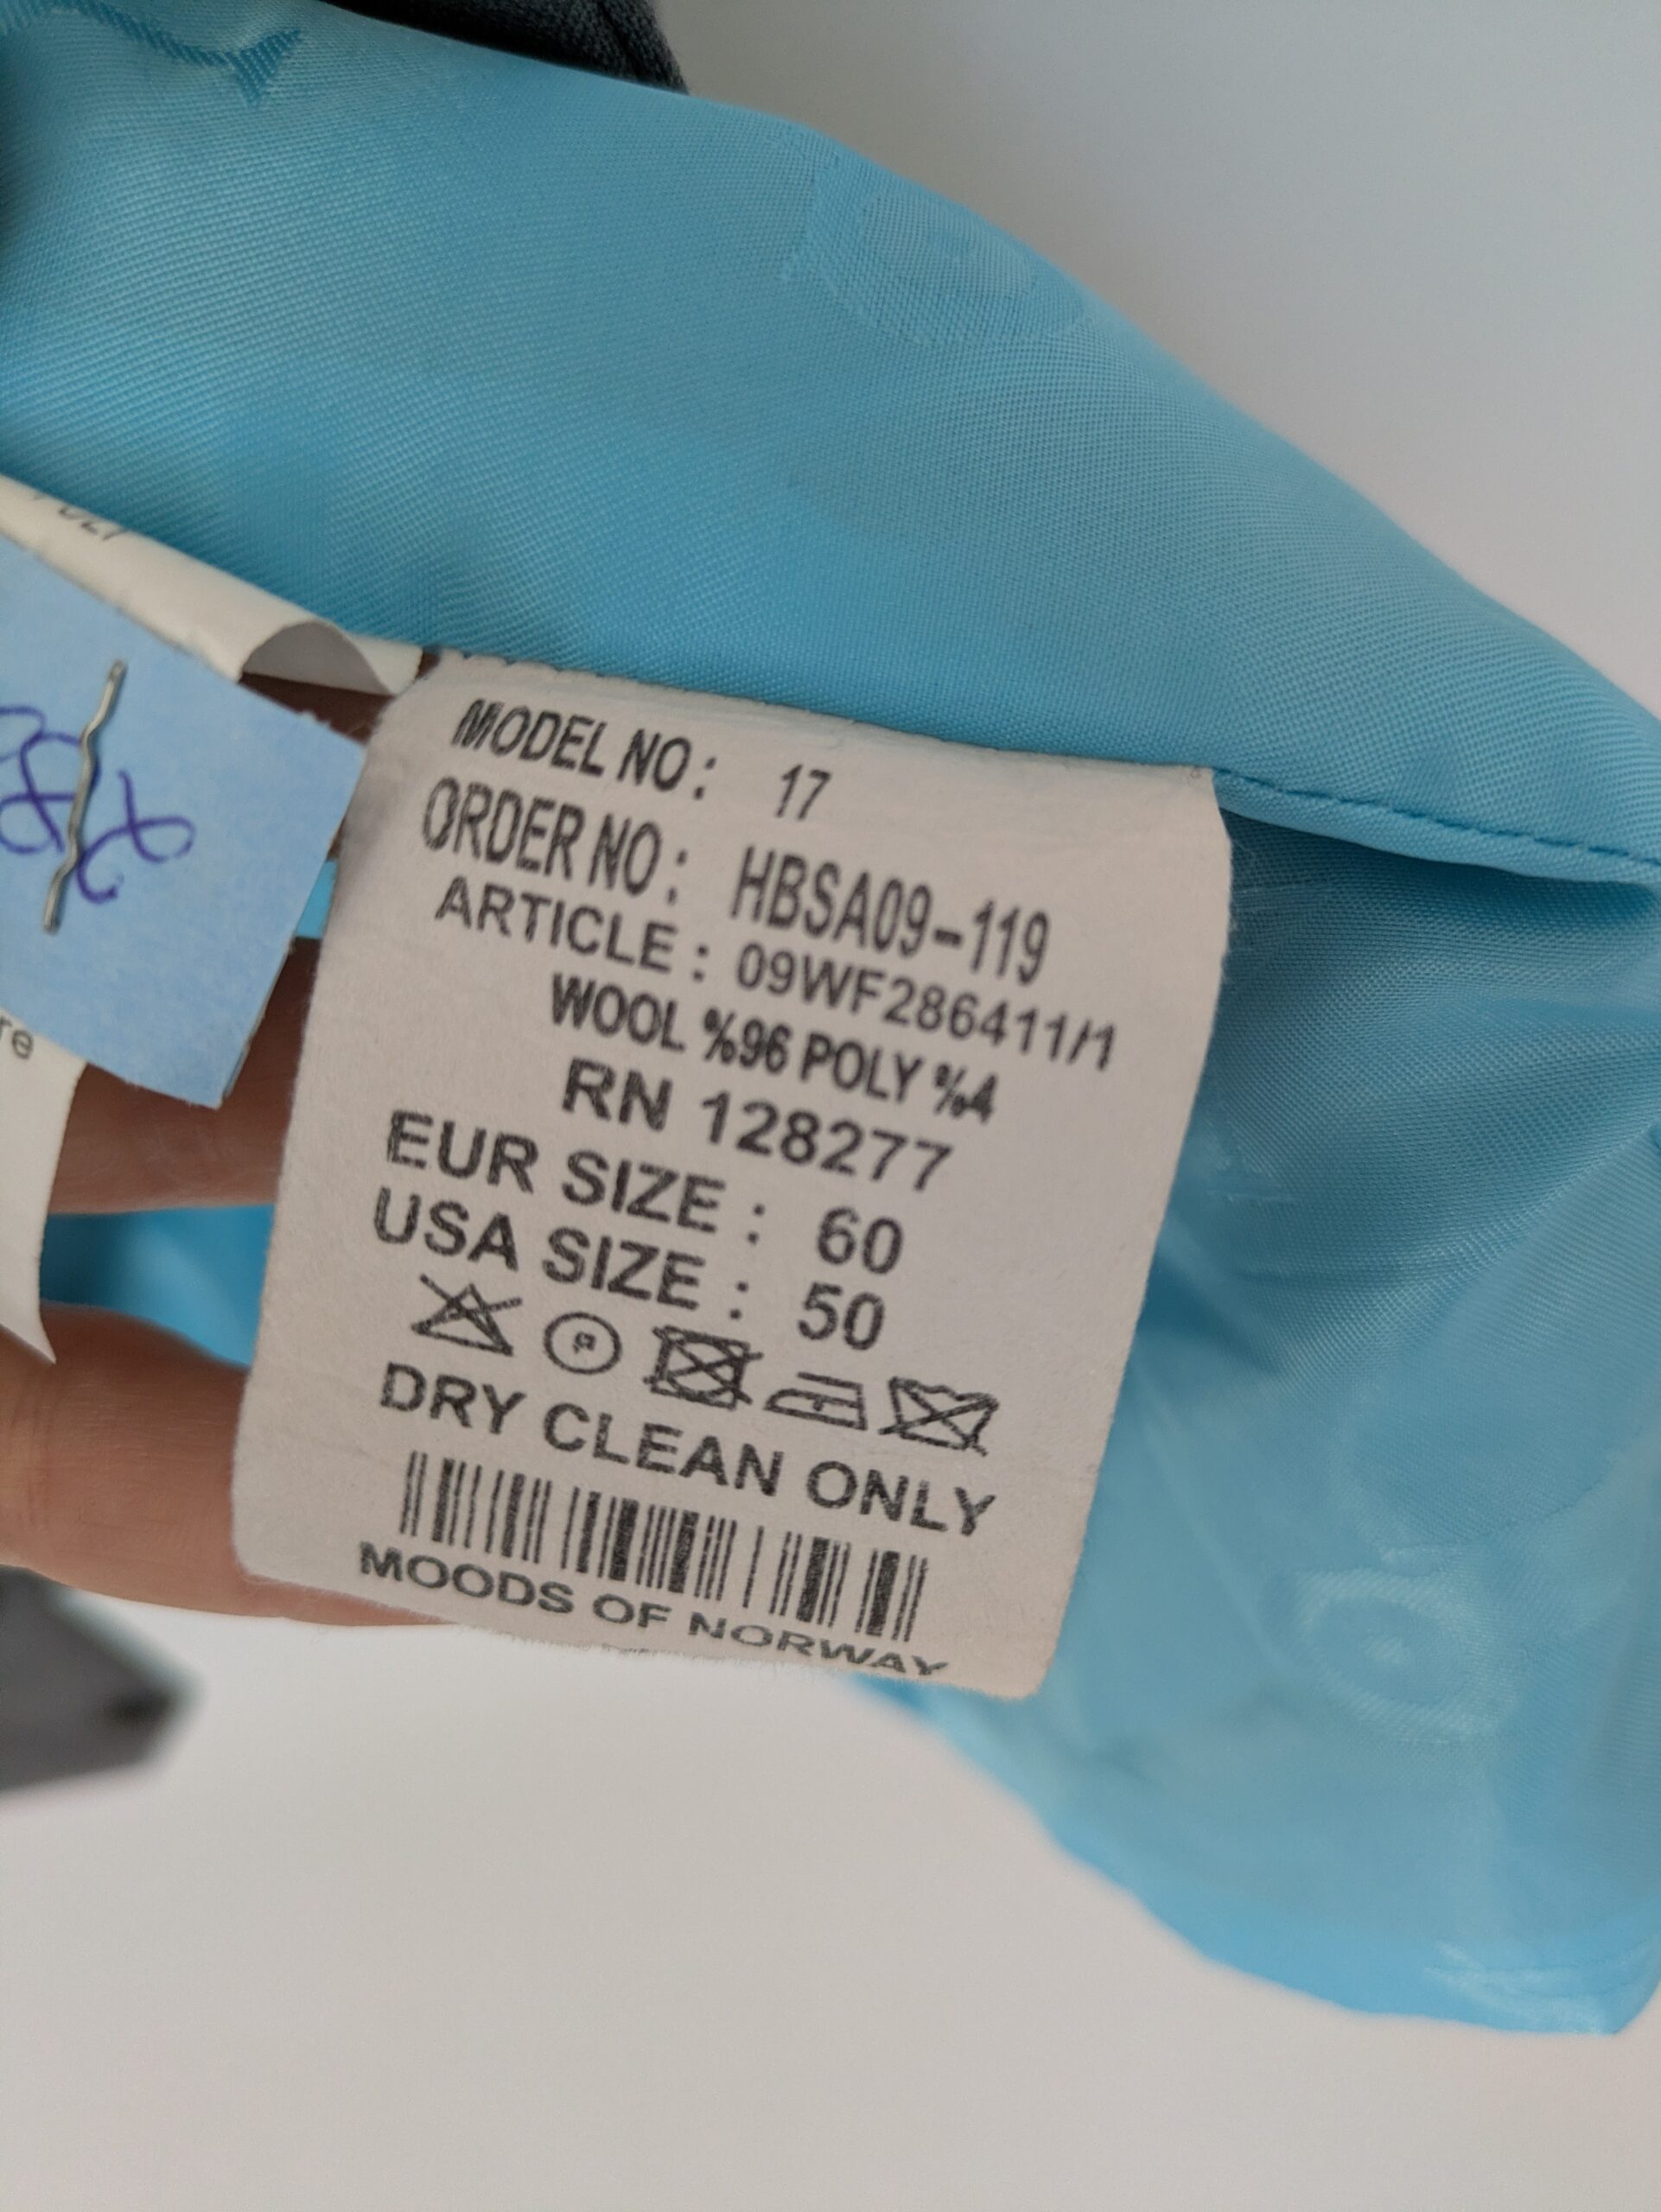 MODEL NO : 17
ORDER NO : HBSA09-119
ARTICLE : 09WF286411/1
WOOL %96 POLY %4
RN 128277
EUR SIZE : 60
USA SIZE : 50
P
DRY CLEAN ONLY
MOODS OF NORWAY
re